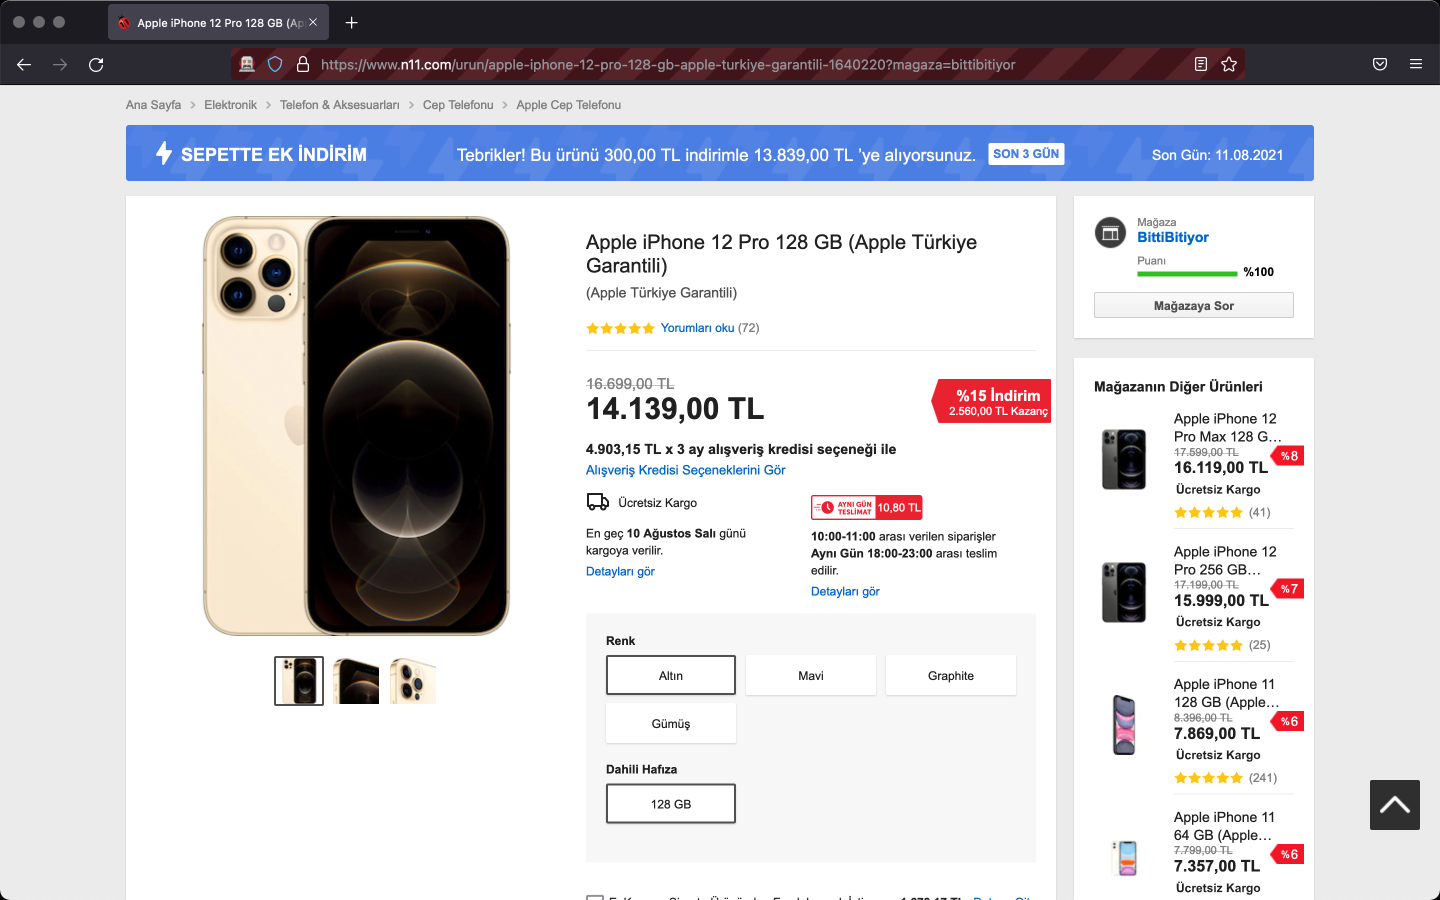 Apple iPhone 12 Pro 128 GB (Ap
https://www.n11.com/urun/apple-iphone-12-pro-128-gb-apple-turkiye-garantili-1640220?magaza=bittibitiyor
Ana Sayfa > Elektronik > Telefon & Aksesuarları > Cep Telefonu > Apple Cep Telefonu
SEPETTE EK İNDİRİM
Tebrikler! Bu ürünü 300,00 TL indirimle 13.839,00 TL 'ye alıyorsunuz.
SON 3 GÜN
Son Gün: 11.08.2021
Apple iPhone 12 Pro 128 GB (Apple Türkiye
Garantili)
(Apple Türkiye Garantili)
Yorumları oku (72)
16.699,00 TL
14.139,00 TL
%15 İndirim
2.560,00 TL Kazanç
4.903,15 TL x 3 ay alışveriş kredisi seçeneği ile
Alışveriş Kredisi Seçeneklerini Gör
Ücretsiz Kargo
En geç 10 Ağustos Salı günü
kargoya verilir.
Detayları gör
AYNI GÜN
TESLİMAT
10,80 TL
10:00-11:00 arası verilen siparişler
Aynı Gün 18:00-23:00 arası teslim
edilir.
Detayları gör
Renk
Altın
Mavi
Graphite
Gümüş
Dahili Hafıza
128 GB
Mağaza
BittiBitiyor
Puanı
%100
Mağazaya Sor
Mağazanın Diğer Ürünleri
Apple iPhone 12
Pro Max 128 G...
17.599,00 TL
16.119,00 TL
%8
Ücretsiz Kargo
(41)
Apple iPhone 12
Pro 256 GB...
17.199,00 TL
15.999,00 TL
%7
Ücretsiz Kargo
(25)
Apple iPhone 11
128 GB (Apple...
8.396,00 TL
7.869,00 TL
%6
Ücretsiz Kargo
(241)
Apple iPhone 11
64 GB (Apple...
7.799,00 TL
7.357,00 TL
%6
Ücretsiz Kargo